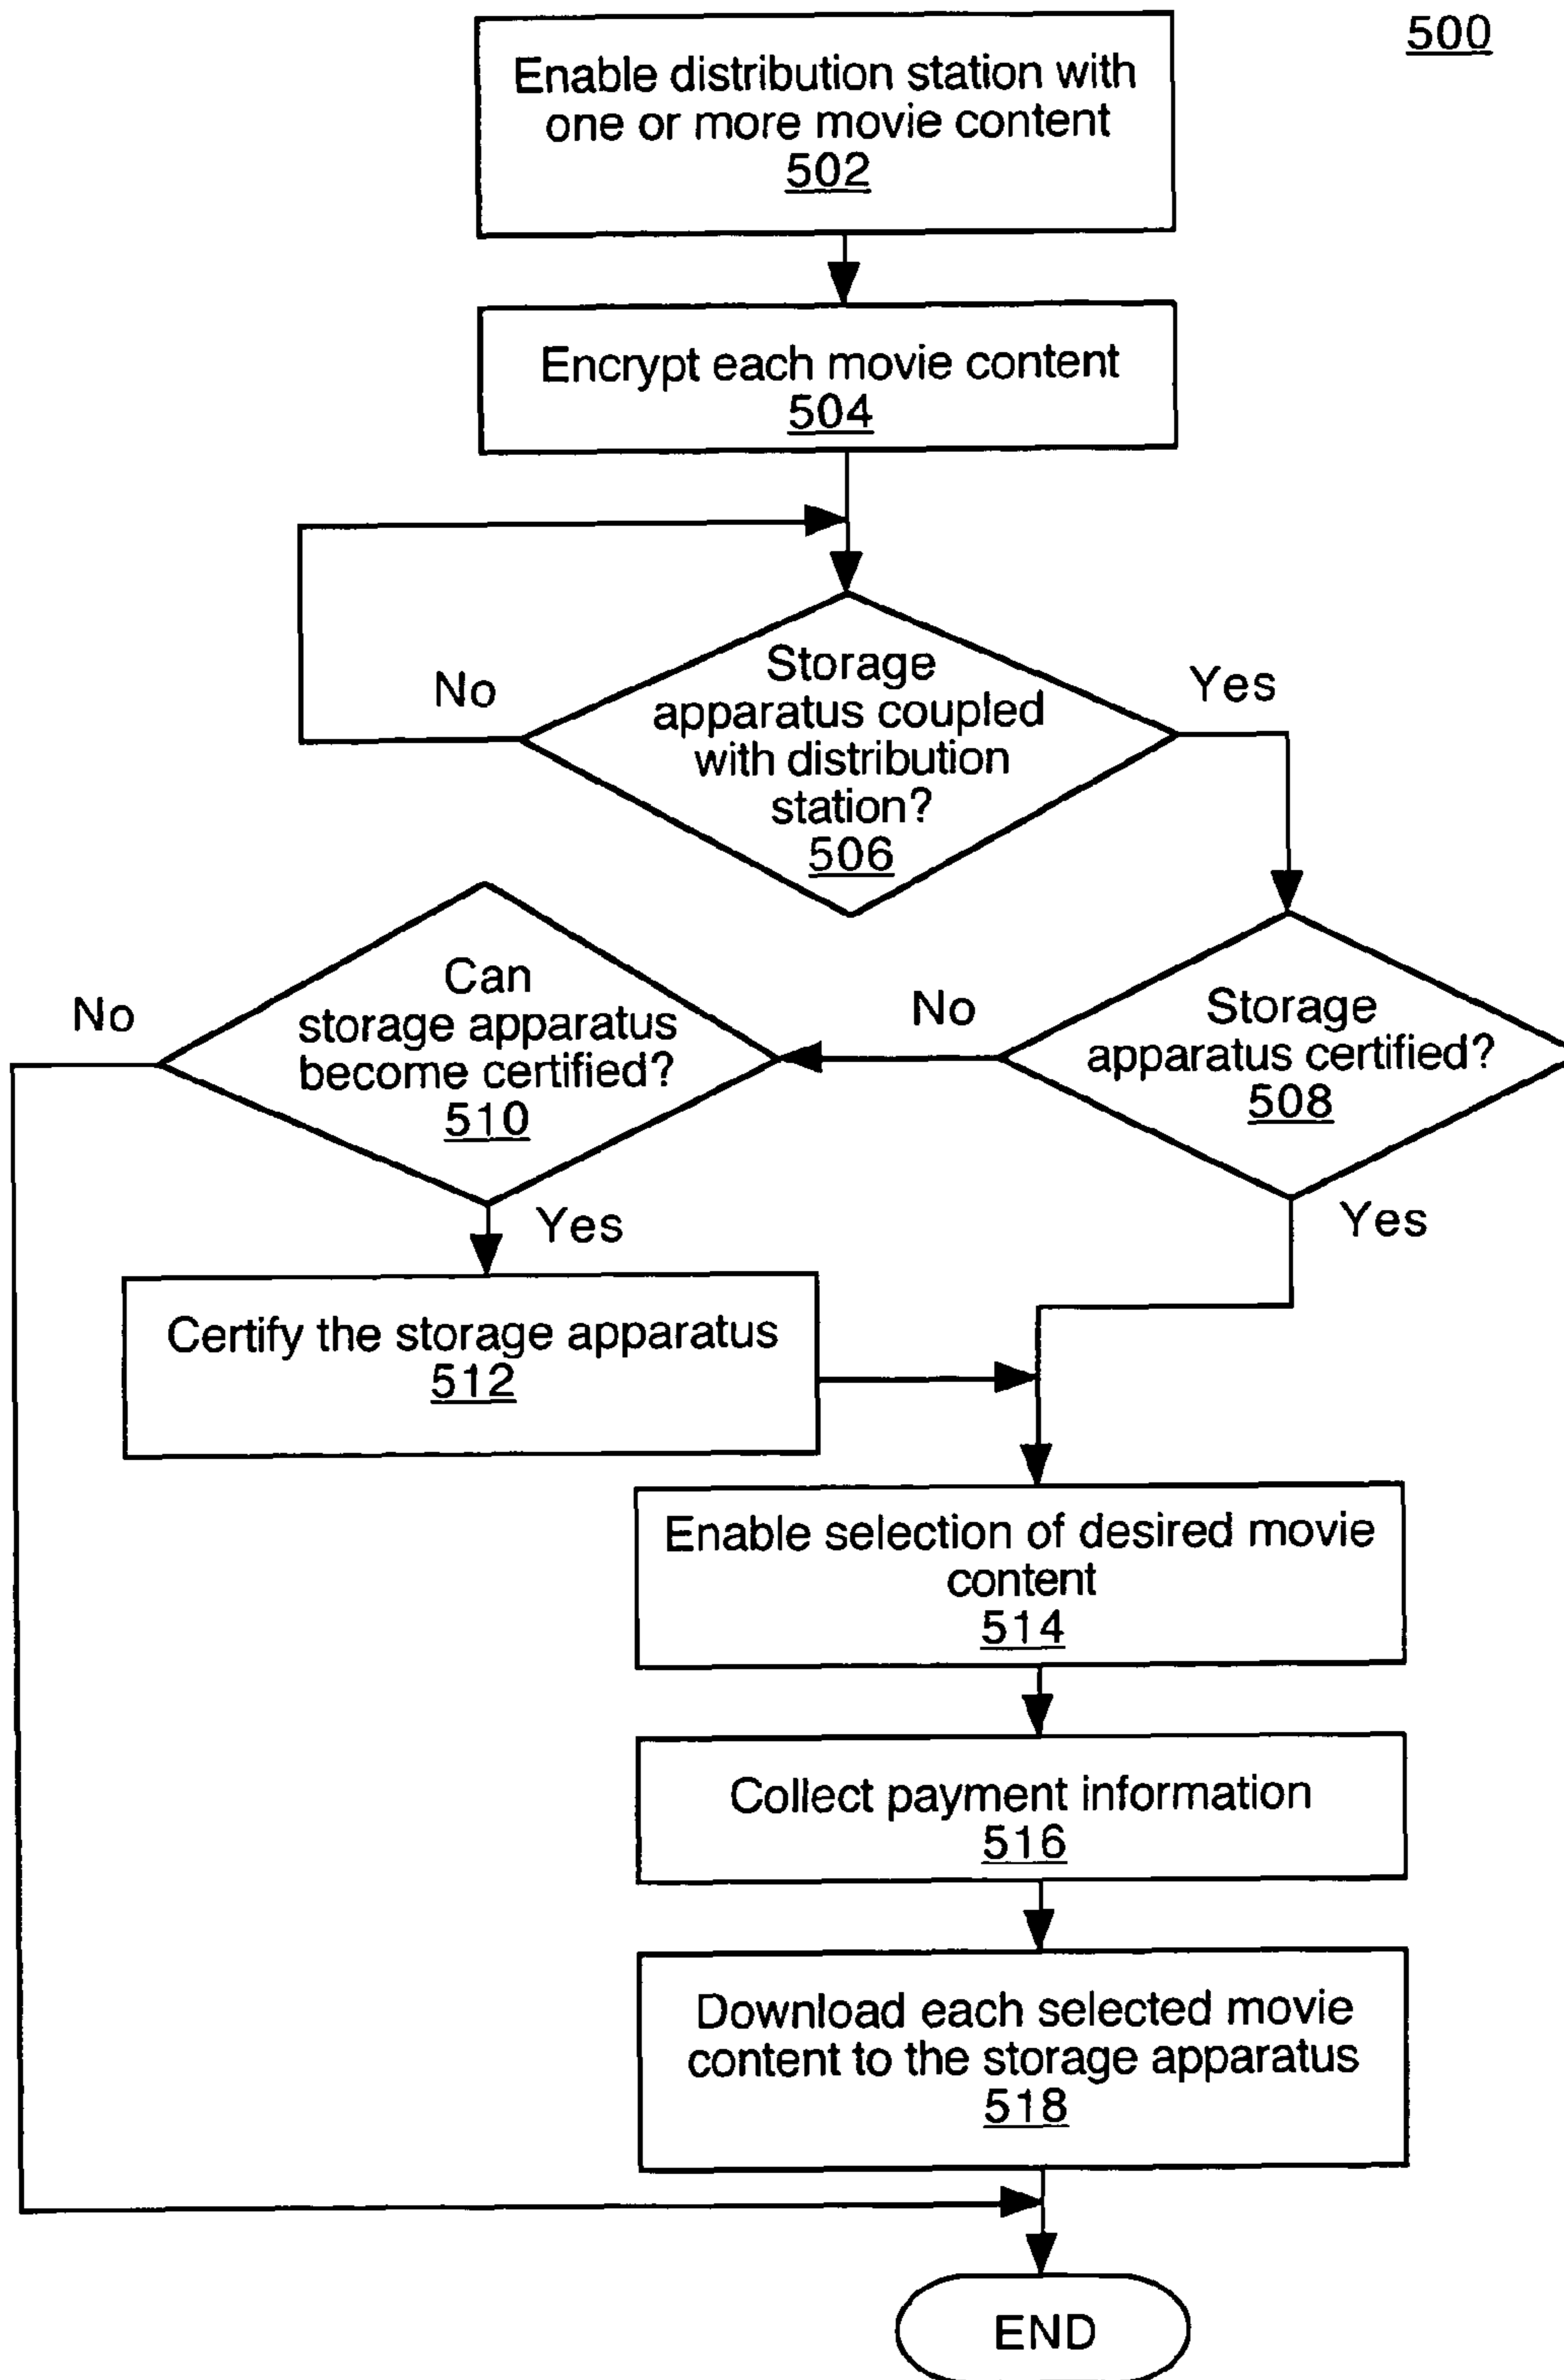 500
Enable distribution station with
one or more movie content
502
Encrypt each movie content
504
No
Storage
apparatus coupled
with distribution
station?
506
Yes
No
Can
storage apparatus
become certified?
510
No
Storage
apparatus certified?
508
Yes
Yes
Certify the storage apparatus
512
Enable selection of desired movie
content
514
Collect payment information
516
Download each selected movie
content to the storage apparatus
518
END